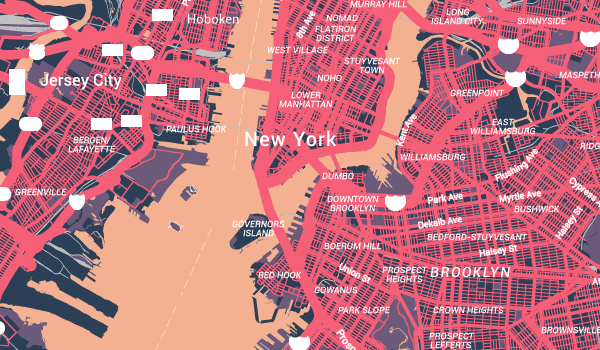 MURRAY HILL
LONG
ISLAND CITY
Hoboken
8th Ave
NOMAD
FLATIRON
DISTRICT
SUNNYSIDE
WEST VILLAGE
STUYVESANT
TOWN
NOHO
MASPETH
Jersey City
LOWER
MANHATTAN
GREENPOINT
PAULUS HOOK
EAST
WILLIAMSBURG
Kent Ave
New York
BERGEN/
LAFAYETTE
WILLIAMSBURG
Flushing Ave
DUMBO
GREENVILLE
DOWNTOWN
BROOKLYN
Park Ave
Myrtle Ave
BUSHWICK
Dekalb Ave
Halsey St
GOVERNORS
ISLAND
BEDFORD-STUYVESANT
BOERUM HILL
Halsey St
RED HOOK
Union St
PROSPECT
HEIGHTS
BROOKLYN
GOWANUS
PARK SLOPE
CROWN HEIGHTS
BROWNSVILLE
PROSPECT
LEFFERTS